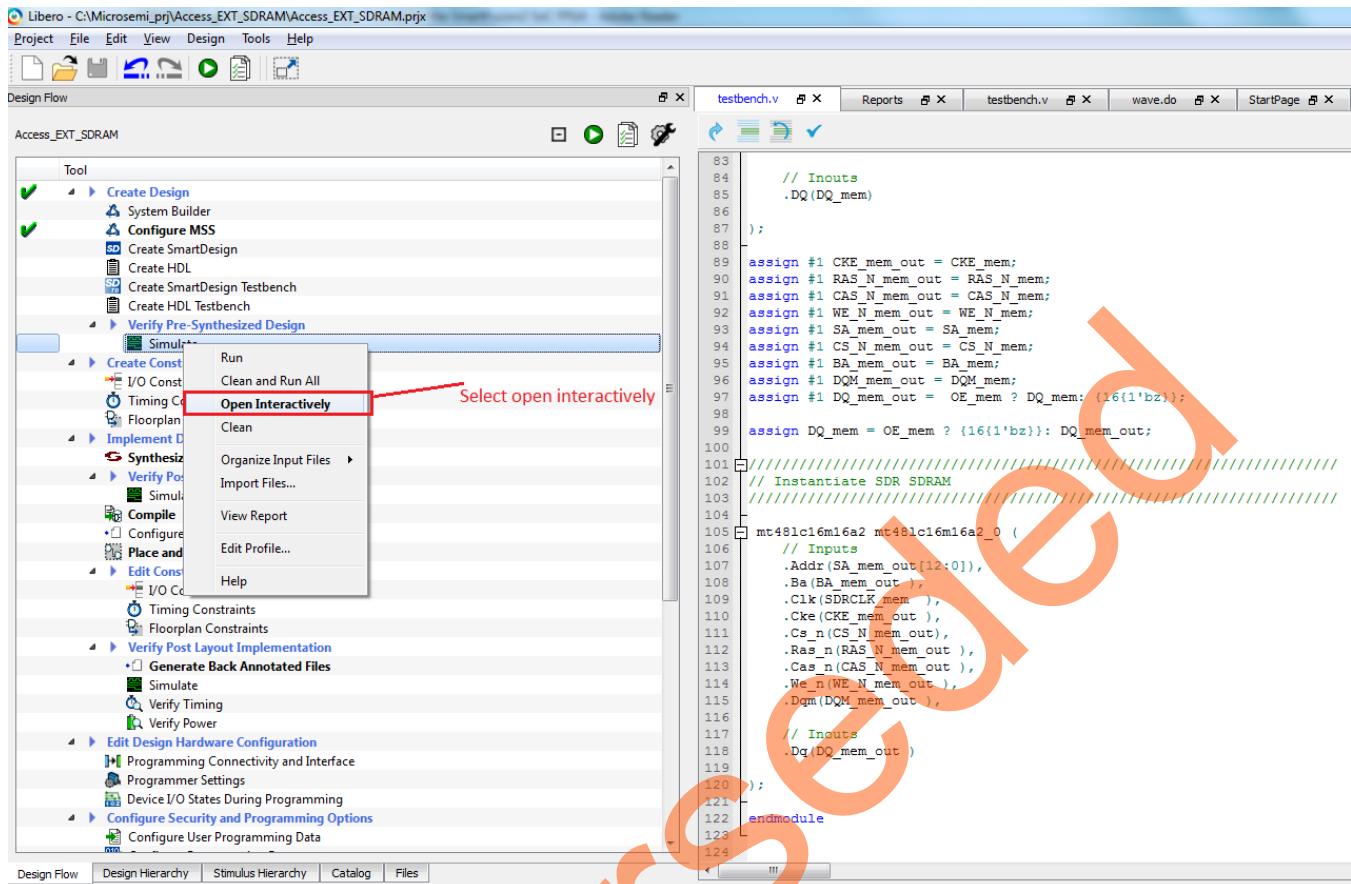 Libero - C:\Microsemi_prj\Access_EXT_SDRAM\Access_EXT_SDRAM.prjx
Project File Edit View Design Tools Help
Design Flow
Access_EXT_SDRAM
Tool
Create Design
System Builder
Configure MSS
Create SmartDesign
Create HDL
Create SmartDesign Testbench
Create HDL Testbench
Verify Pre-Synthesized Design
Simulate
Create Const
I/O Const
Timing Co
Floorplan
Implement D
Synthesiz
Verify Pos
Simula
Compile
Configure
Place and
Edit Const
I/O Co
Timing Constraints
Floorplan Constraints
Verify Post Layout Implementation
Generate Back Annotated Files
Simulate
Verify Timing
Verify Power
Edit Design Hardware Configuration
Programming Connectivity and Interface
Programmer Settings
Device I/O States During Programming
Configure Security and Programming Options
Configure User Programming Data
Design Flow Design Hierarchy Stimulus Hierarchy Catalog Files
Run
Clean and Run All
Open Interactively
Clean
Organize Input Files
Import Files...
View Report
Edit Profile...
Help
Select open interactively
testbench.v Reports testbench.v wave.do StartPage
83
84 // Inouts
85 .DQ(DQ_mem)
86
87 );
88
89 assign #1 CKE_mem_out = CKE_mem;
90 assign #1 RAS_N_mem_out = RAS_N_mem;
91 assign #1 CAS_N_mem_out = CAS_N_mem;
92 assign #1 WE_N_mem_out = WE_N_mem;
93 assign #1 SA_mem_out = SA_mem;
94 assign #1 CS_N_mem_out = CS_N_mem;
95 assign #1 BA_mem_out = BA_mem;
96 assign #1 DQM_mem_out = DQM_mem;
97 assign #1 DQ_mem_out = OE_mem ? DQ_mem: {16{1'bz}};
98
99 assign DQ_mem = OE_mem ? {16{1'bz}}: DQ_mem_out;
100
101 ///////////////////////////////////////////////////////////////////////
102 // Instantiate SDR SDRAM
103 ///////////////////////////////////////////////////////////////////////
104
105 mt48lc16m16a2 mt48lc16m16a2_0 (
106 // Inputs
107 .Addr(SA_mem_out[12:0]),
108 .Ba(BA_mem_out ),
109 .Clk(SDRCLK_mem ),
110 .Cke(CKE_mem_out ),
111 .Cs_n(CS_N_mem_out),
112 .Ras_n(RAS_N_mem_out ),
113 .Cas_n(CAS_N_mem_out ),
114 .We_n(WE_N_mem_out ),
115 .Dqm(DQM_mem_out ),
116
117 // Inouts
118 .Dq(DQ_mem_out )
119
120 );
121
122 endmodule
123
124
rseded